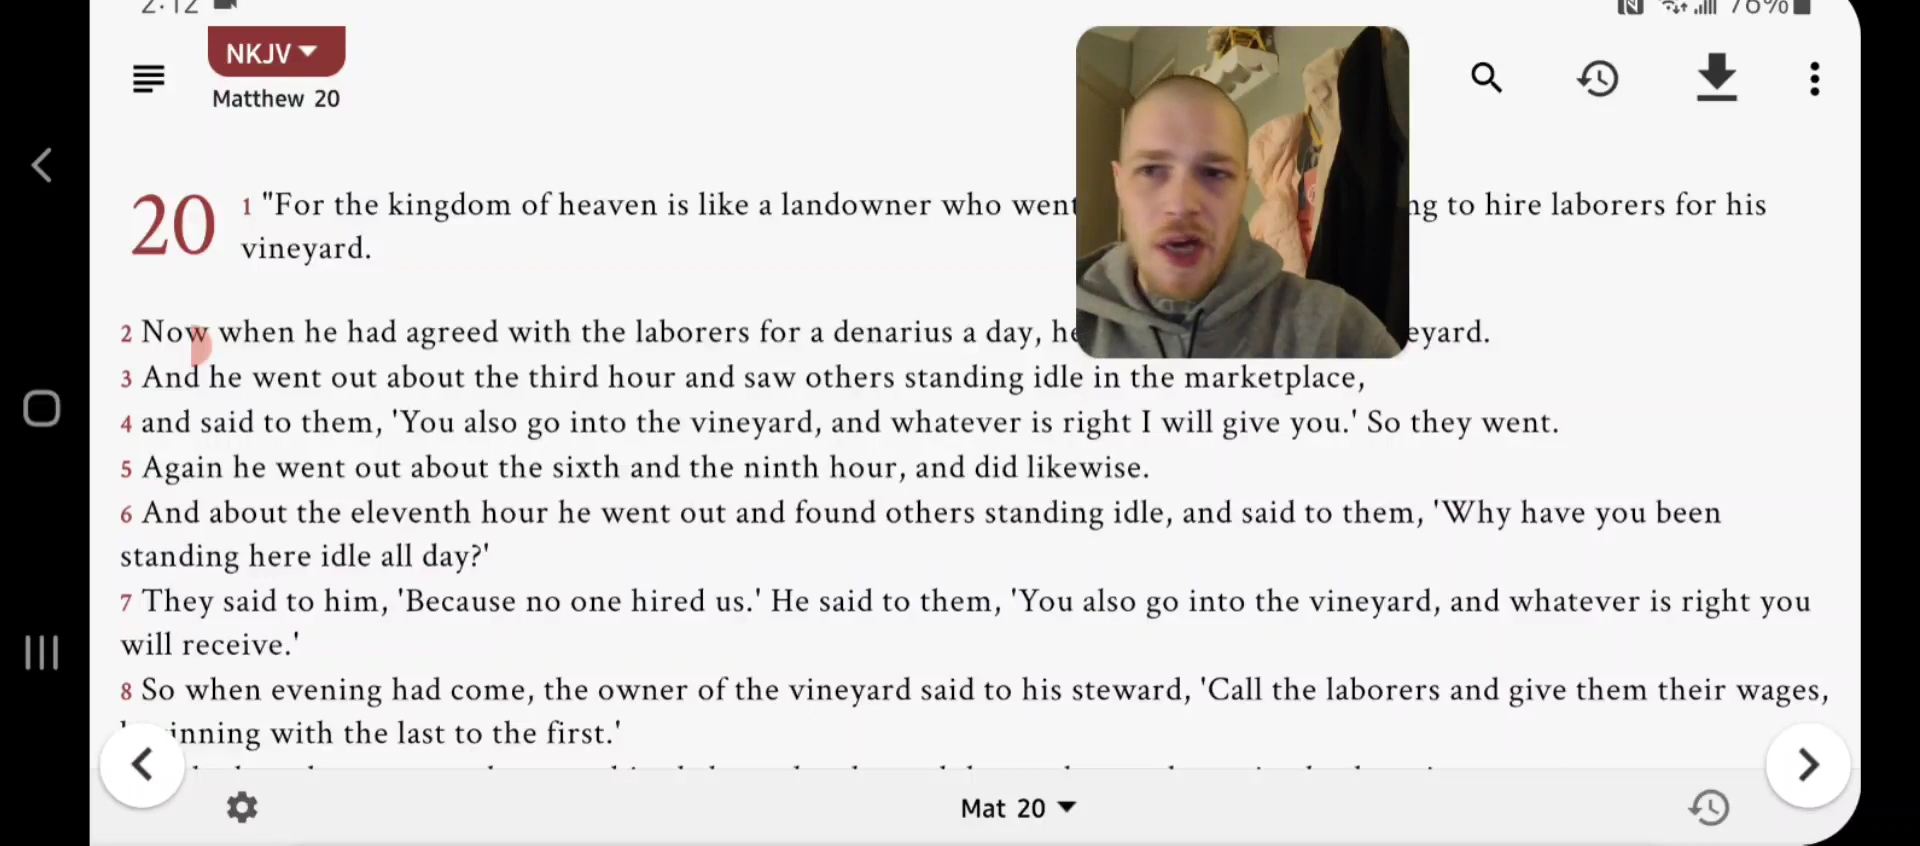 2:12
76%
NKJV
Matthew 20
20
1 "For the kingdom of heaven is like a landowner who went to hire laborers for his
vineyard.
2 Now when he had agreed with the laborers for a denarius a day,
3 And he went out about the third hour and saw others standing idle in the marketplace,
4 and said to them, 'You also go into the vineyard, and whatever is right I will give you.' So they went.
5 Again he went out about the sixth and the ninth hour, and did likewise.
6 And about the eleventh hour he went out and found others standing idle, and said to them, 'Why have you been
standing here idle all day?'
7 They said to him, 'Because no one hired us.' He said to them, 'You also go into the vineyard, and whatever is right you
will receive.'
8 So when evening had come, the owner of the vineyard said to his steward, 'Call the laborers and give them their wages,
with the last to the first.'
Mat 20